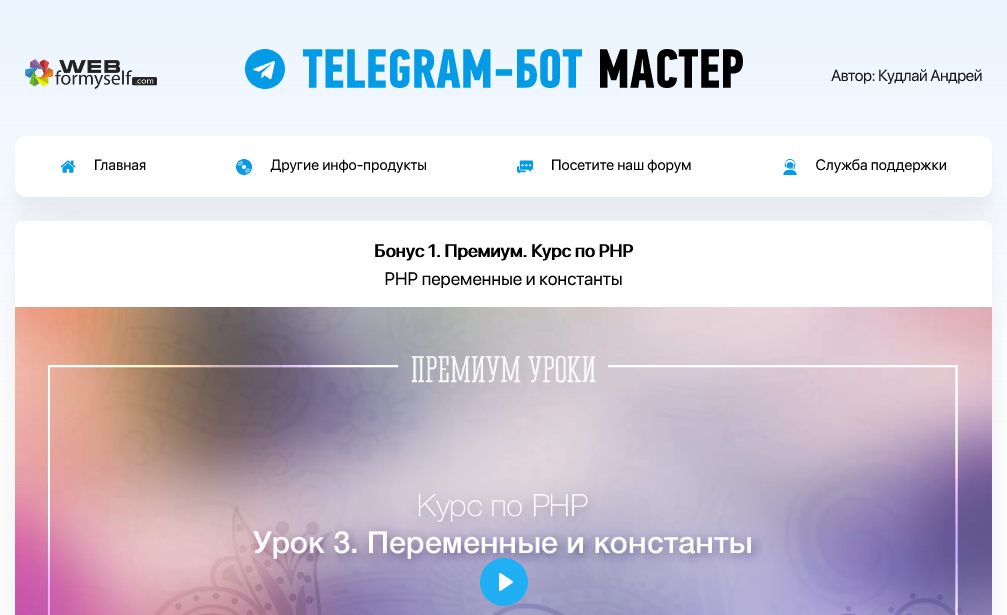 WEB
formyself.com
TELEGRAM-БОТ МАСТЕР
Автор: Кудлай Андрей
Главная
Другие инфо-продукты
Посетите наш форум
Служба поддержки
Бонус 1. Премиум. Курс по PHP
PHP переменные и константы
ПРЕМИУМ УРОКИ
Курс по PHP
Урок 3. Переменные и константы